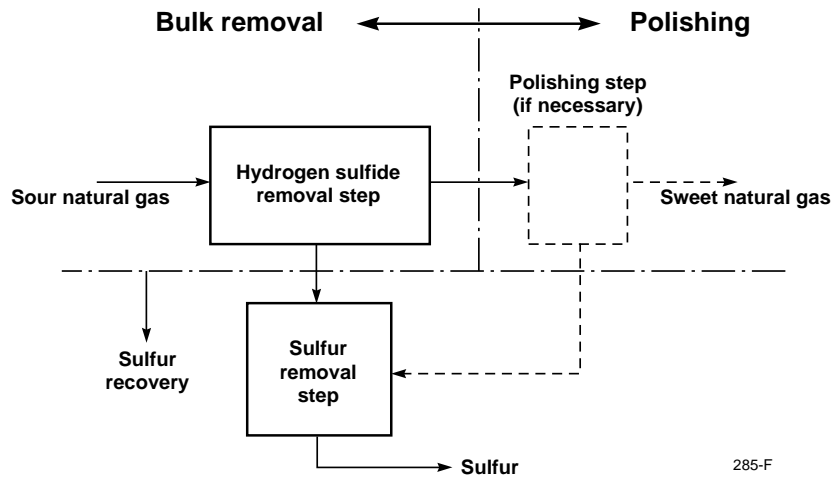 Bulk removal
Polishing
Polishing step
(if necessary)
Hydrogen sulfide
removal step
Sour natural gas
Sweet natural gas
Sulfur
recovery
Sulfur
removal
step
Sulfur
285-F